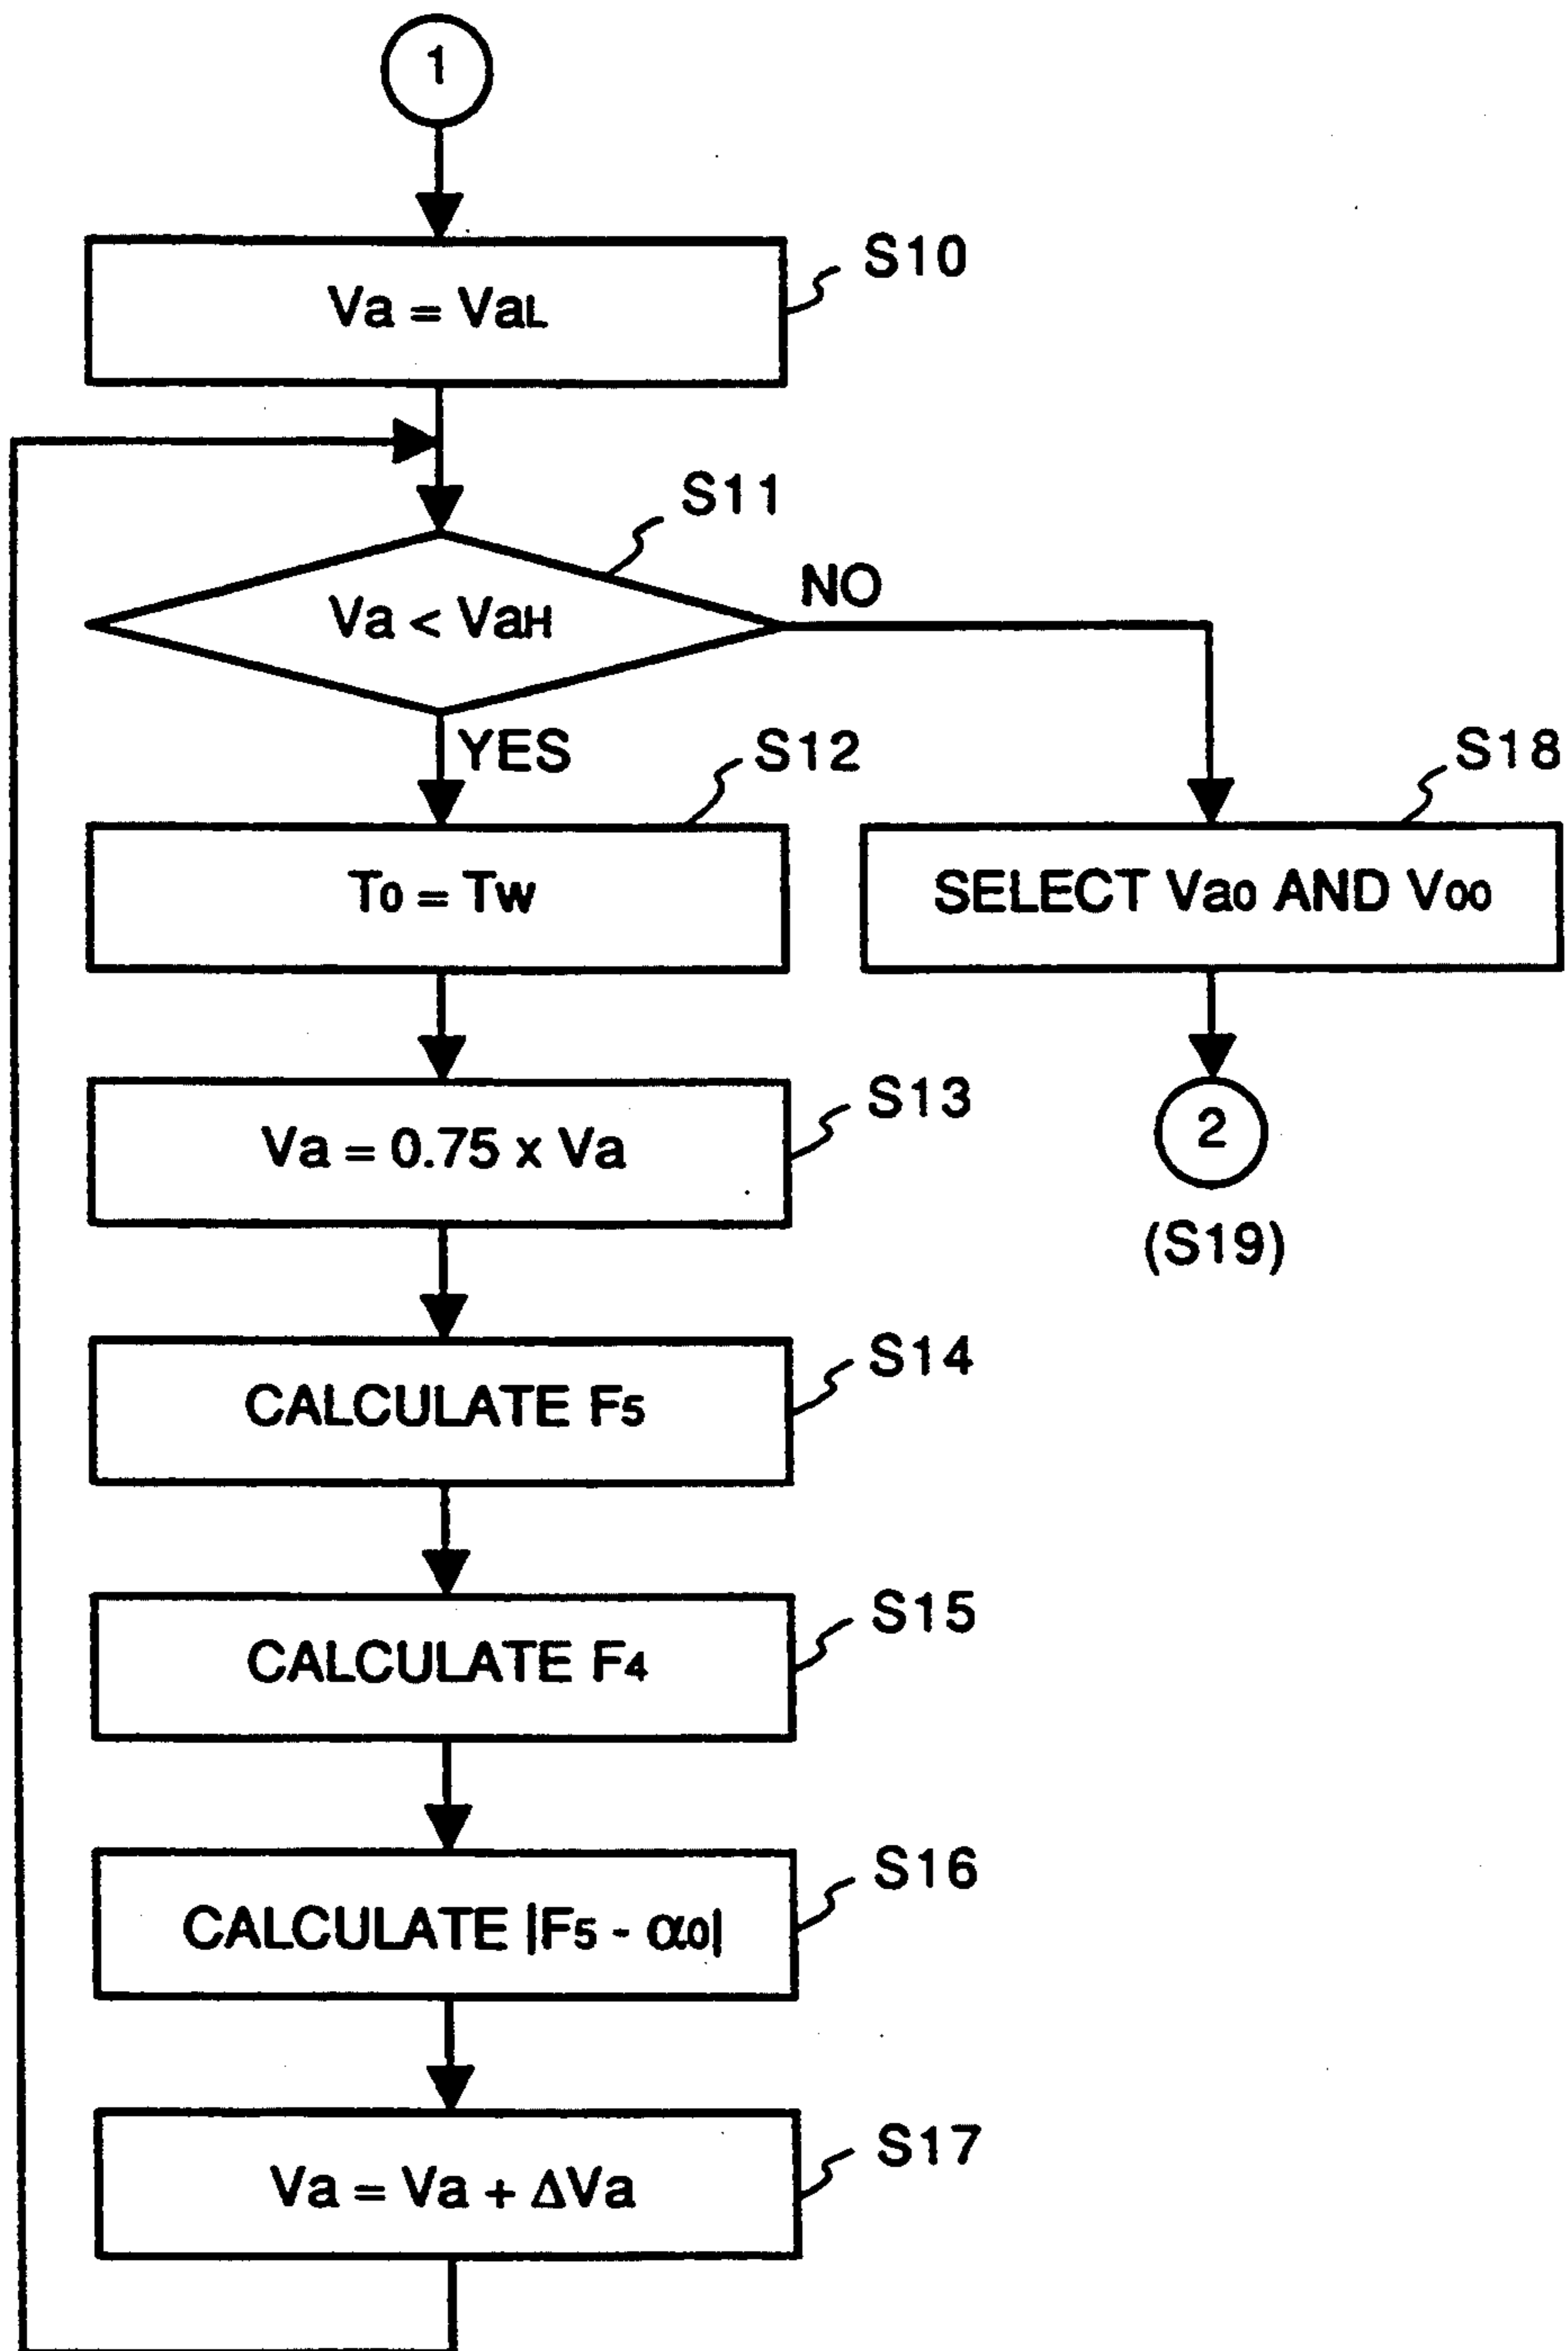 1
S10
Va = VaL
S11
Va < VaH
NO
YES
S12
S18
T0 = TW
SELECT Va0 AND V00
S13
Va = 0.75 x Va
2
(S19)
S14
CALCULATE F5
S15
CALCULATE F4
S16
CALCULATE |F5 - α0|
S17
Va = Va + ΔVa